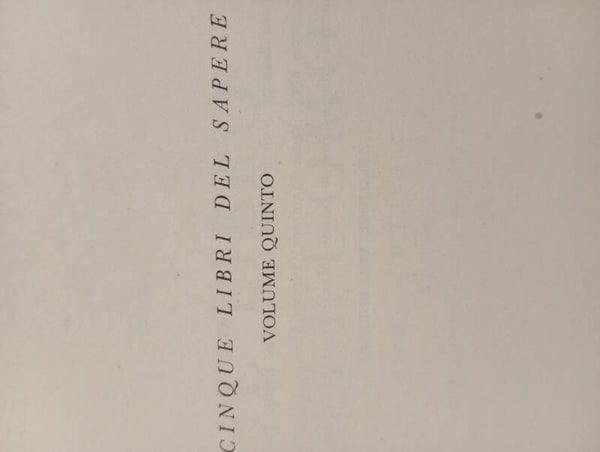 CINQUE LIBRI DEL SAPERE
VOLUME QUINTO